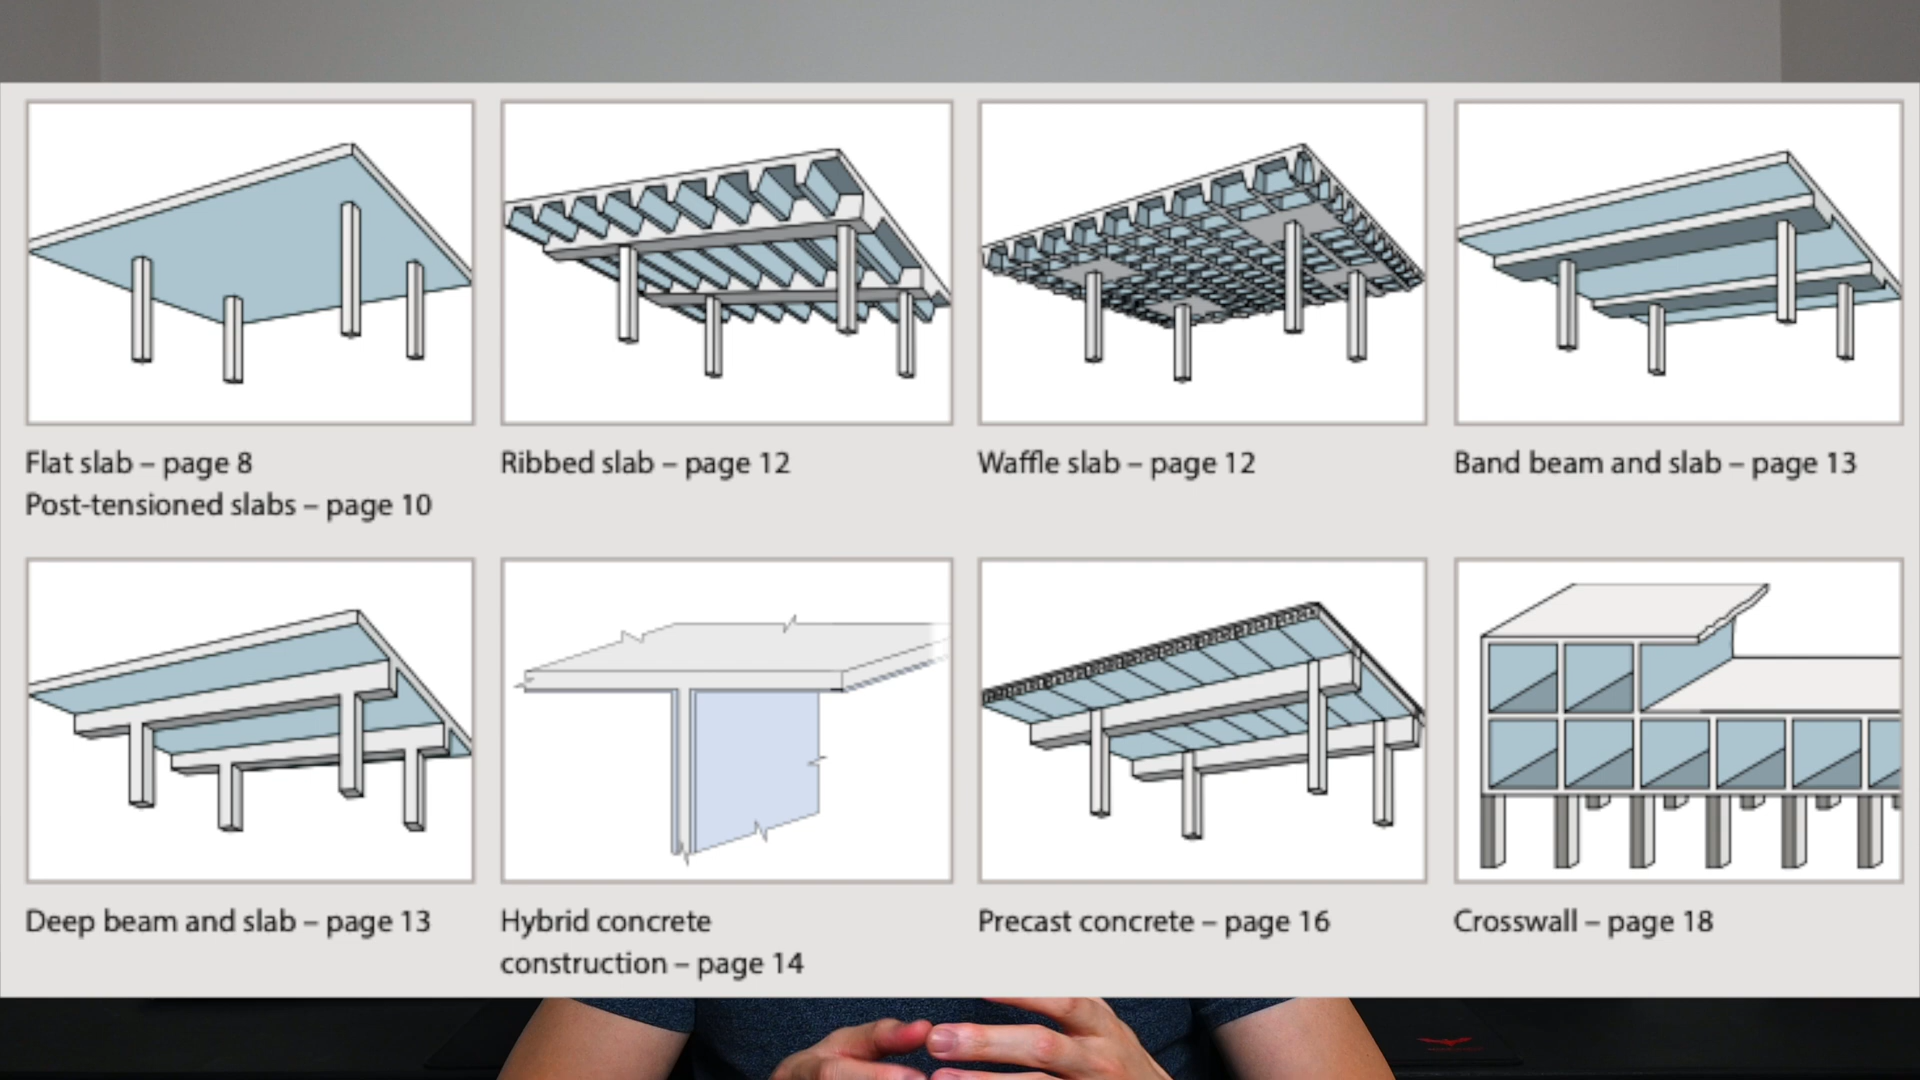 Flat slab – page 8
Post-tensioned slabs – page 10
Ribbed slab – page 12
Waffle slab – page 12
Band beam and slab – page 13
Deep beam and slab – page 13
Hybrid concrete
construction – page 14
Precast concrete – page 16
Crosswall – page 18